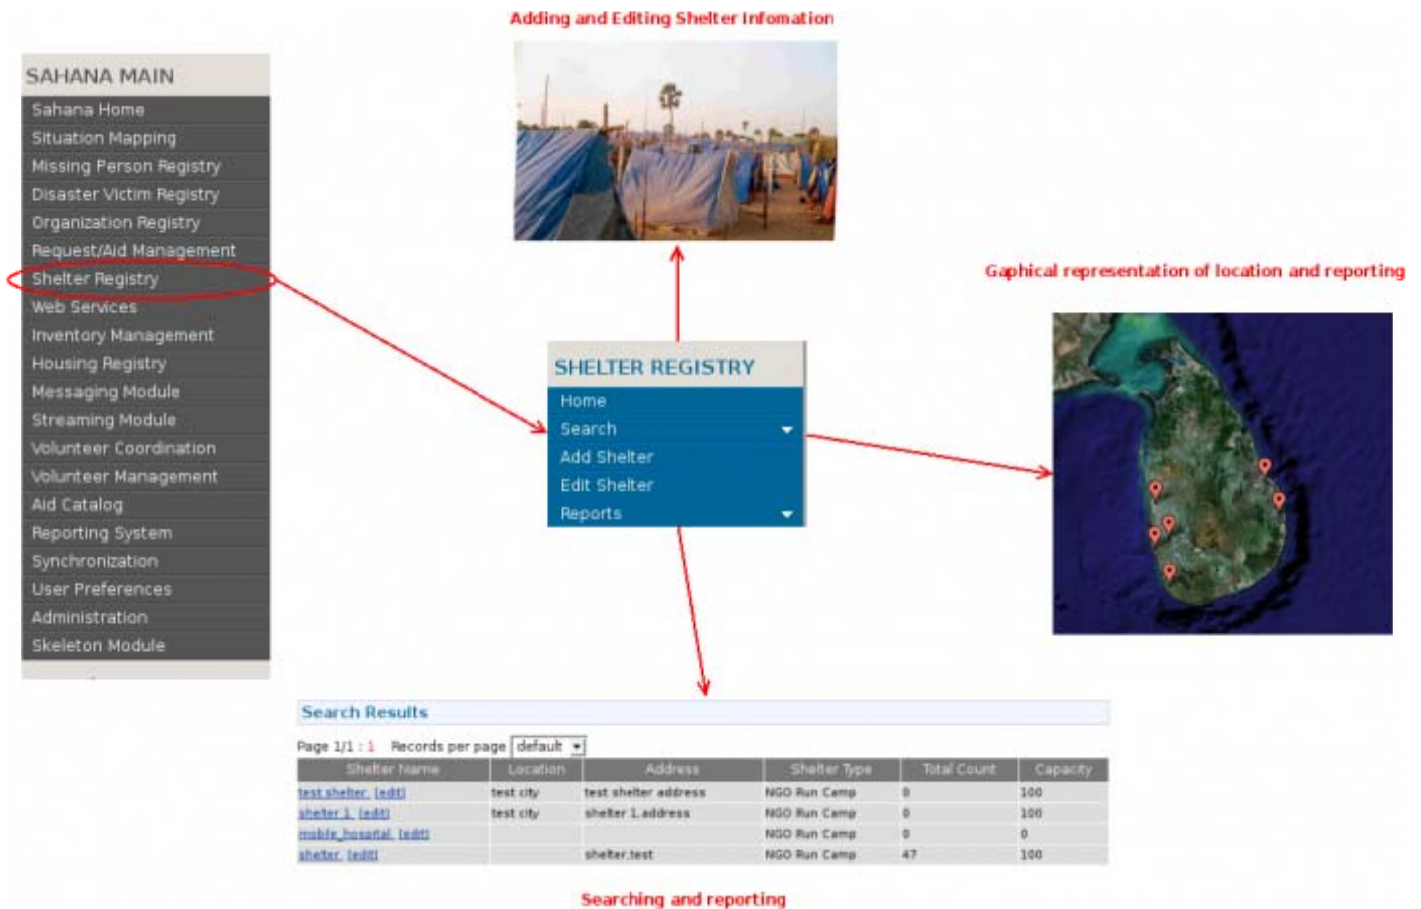 Adding and Editing Shelter Infomation
SAHANA MAIN
Sahana Home
Situation Mapping
Missing Person Registry
Disaster Victim Registry
Organization Registry
Request/Aid Management
Shelter Registry
Web Services
Inventory Management
Housing Registry
Messaging Module
Streaming Module
Volunteer Coordination
Volunteer Management
Aid Catalog
Reporting System
Synchronization
User Preferences
Administration
Skeleton Module
Gaphical representation of location and reporting
SHELTER REGISTRY
Home
Search
Add Shelter
Edit Shelter
Reports
Search Results
Page 1/1 : 1 Records per page default
Shelter Name Location Address Shelter Type Total Count Capacity
test shelter, [edit] test city test shelter address NGO Run Camp 0 100
shelter 1, [edit] test city shelter 1,address NGO Run Camp 0 100
mobile_hospital, [edit] NGO Run Camp 0 0
shelter, [edit] shelter,test NGO Run Camp 47 100
Searching and reporting